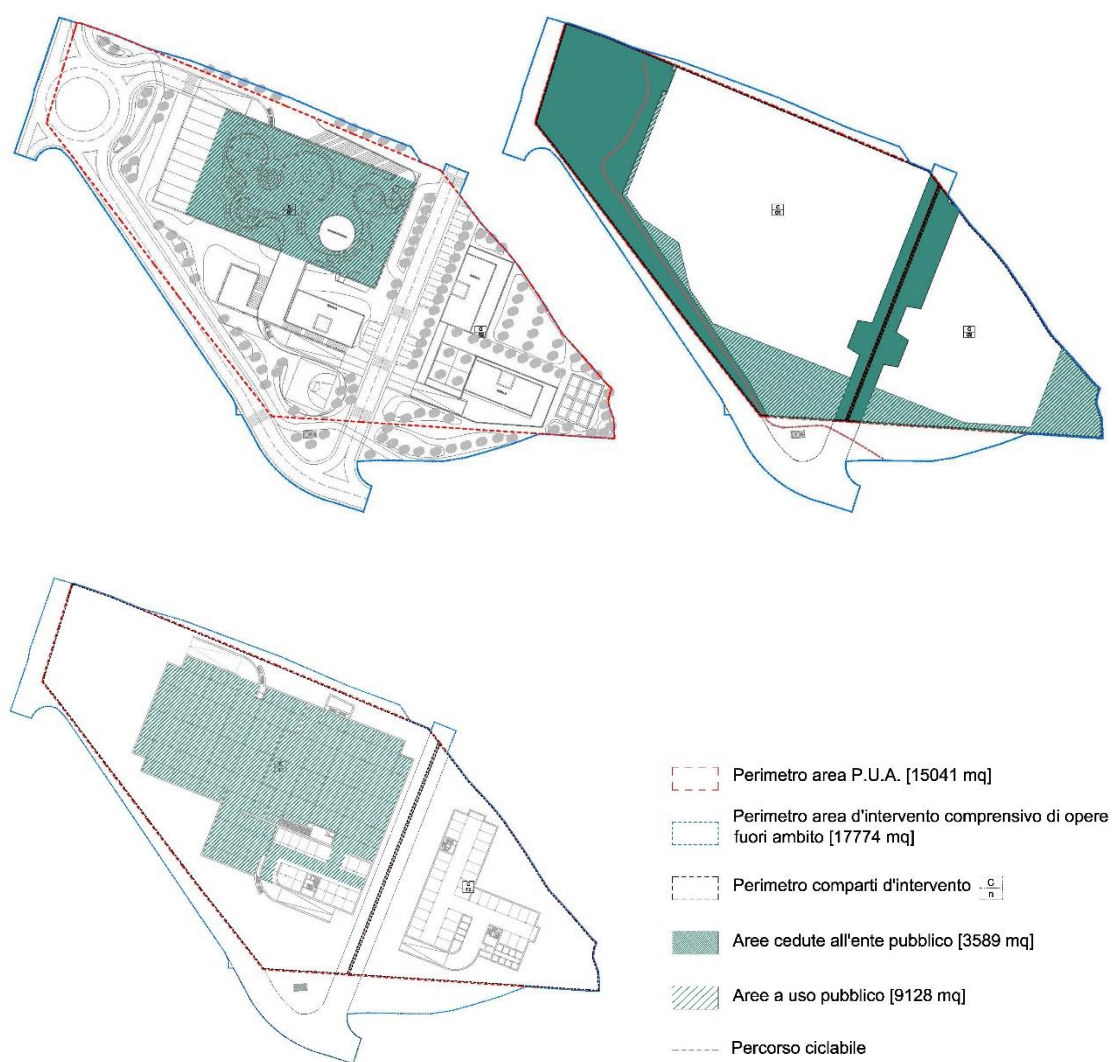 Perimetro area P.U.A. [15041 mq]
Perimetro area d'intervento comprensivo di opere
fuori ambito [17774 mq]
Perimetro comparti d'intervento
C
n
Aree cedute all'ente pubblico [3589 mq]
Aree a uso pubblico [9128 mq]
Percorso ciclabile